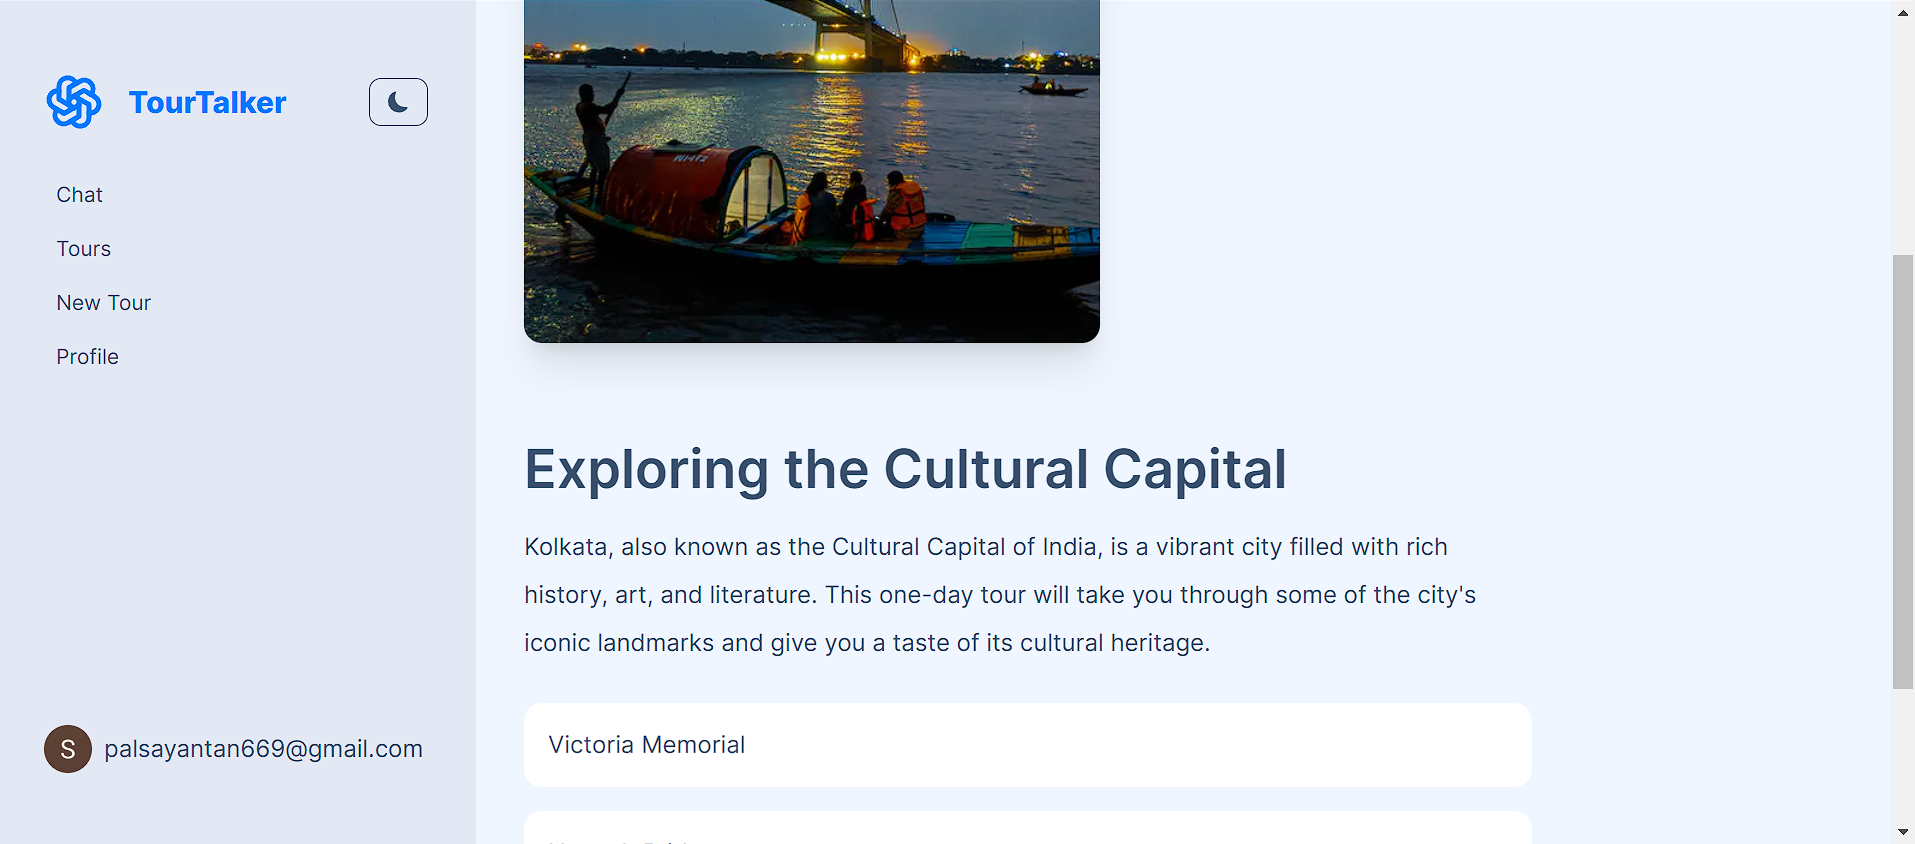 TourTalker
Chat
Tours
New Tour
Profile
S
palsayantan669@gmail.com
Exploring the Cultural Capital
Kolkata, also known as the Cultural Capital of India, is a vibrant city filled with rich
history, art, and literature. This one-day tour will take you through some of the city's
iconic landmarks and give you a taste of its cultural heritage.
Victoria Memorial